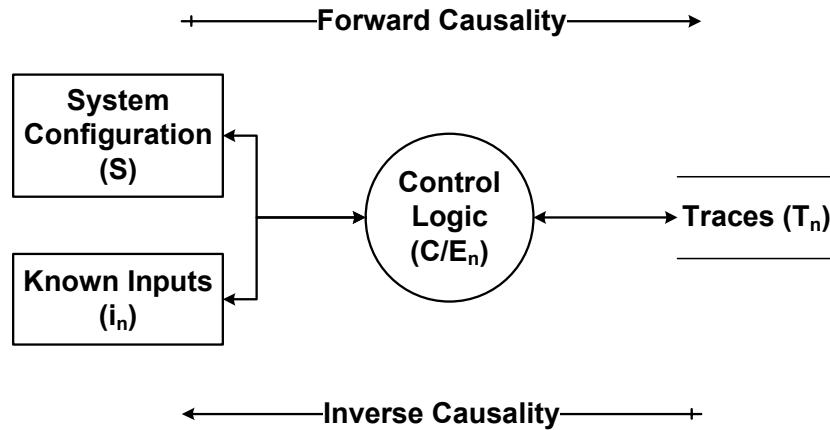 Forward Causality
System
Configuration
(S)
Known Inputs
(iₙ)
Control
Logic
(C/Eₙ)
Traces (Tₙ)
Inverse Causality